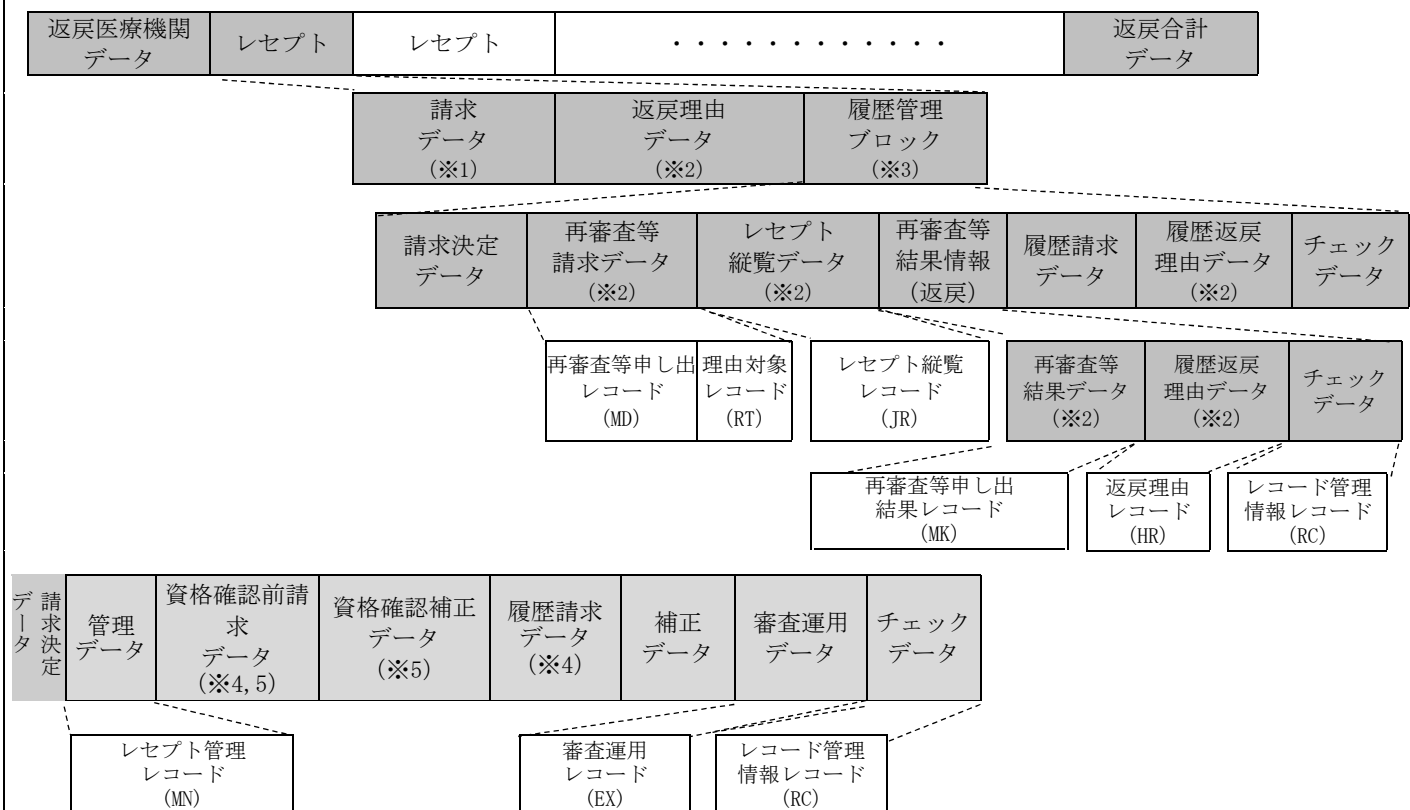 返戻医療機関
データ
レセプト
レセプト
・・・・・・・・・・・・
返戻合計
データ
請求
データ
(※1)
返戻理由
データ
(※2)
履歴管理
ブロック
(※3)
請求決定
データ
再審査等
請求データ
(※2)
レセプト
縦覧データ
(※2)
再審査等
結果情報
(返戻)
履歴請求
データ
履歴返戻
理由データ
(※2)
チェック
データ
再審査等申し出
レコード
(MD)
理由対象
レコード
(RT)
レセプト縦覧
レコード
(JR)
再審査等
結果データ
(※2)
履歴返戻
理由データ
(※2)
チェック
データ
再審査等申し出
結果レコード
(MK)
返戻理由
レコード
(HR)
レコード管理
情報レコード
(RC)
請求決定
データ
管理
データ
資格確認前請
求
データ
(※4,5)
資格確認補正
データ
(※5)
履歴請求
データ
(※4)
補正
データ
審査運用
データ
チェック
データ
レセプト管理
レコード
(MN)
審査運用
レコード
(EX)
レコード管理
情報レコード
(RC)